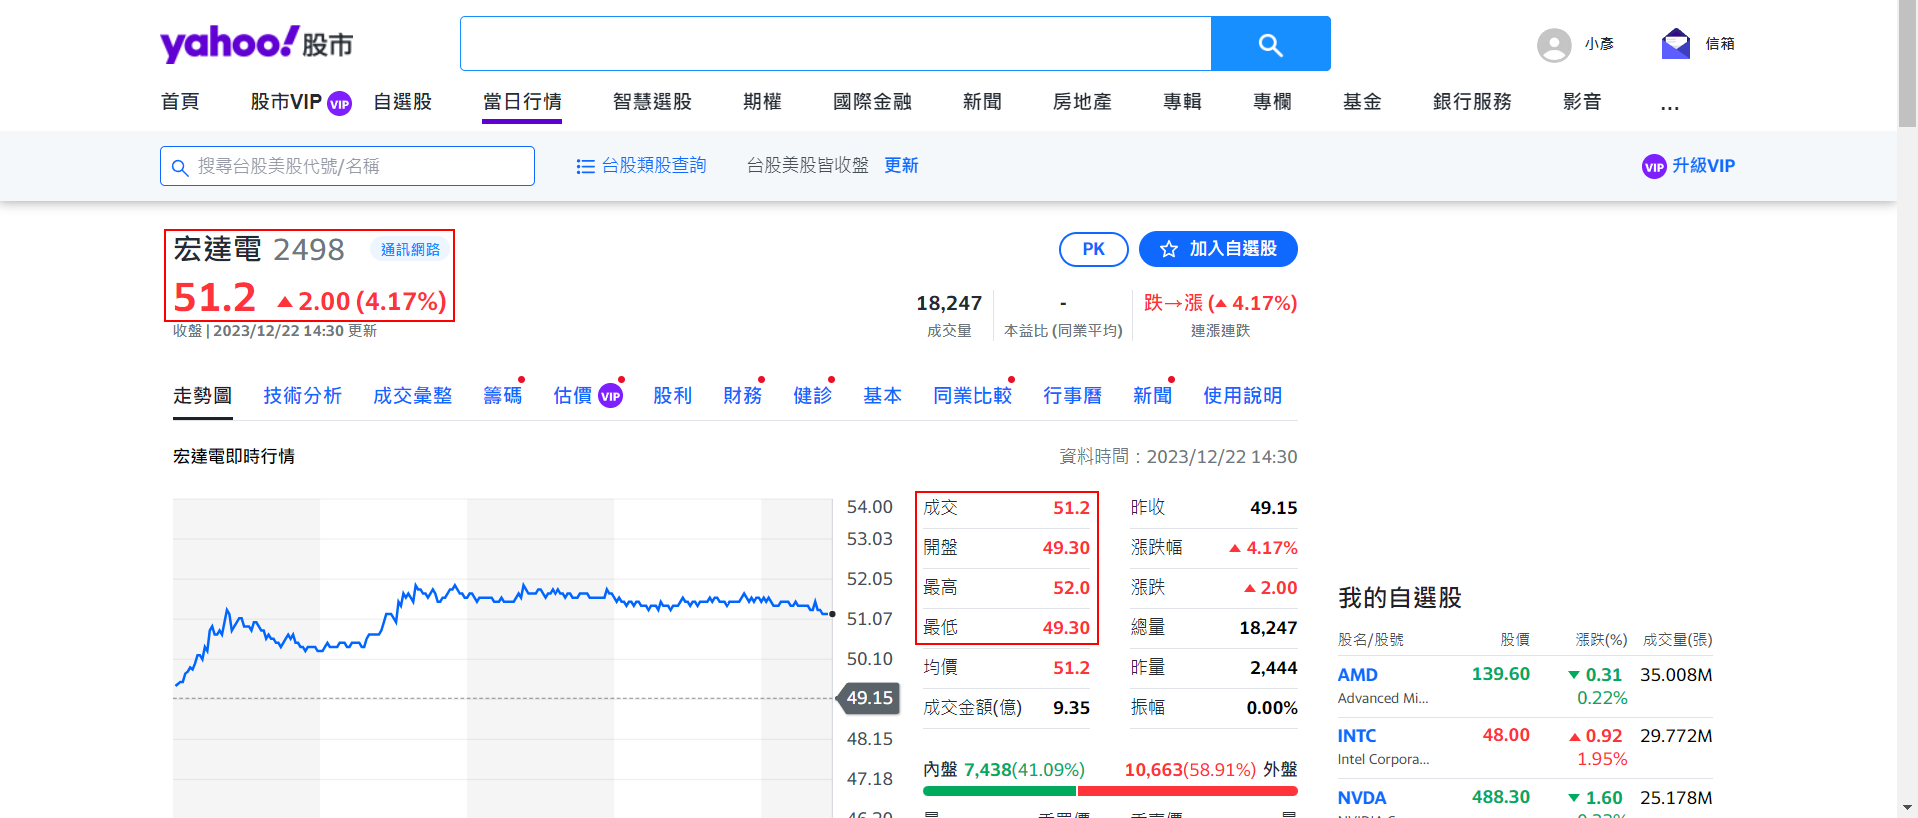 yahoo!股市
小彥
信箱
首頁 股市VIP VIP 自選股 當日行情 智慧選股 期權 國際金融 新聞 房地產 專輯 專欄 基金 銀行服務 影音 ...
搜尋台股美股代號/名稱 台股類股查詢 台股美股皆收盤 更新 VIP 升級VIP
宏達電 2498 通訊網路
PK 加入自選股
51.2 ▲ 2.00 (4.17%)
收盤 | 2023/12/22 14:30 更新
18,247 - 跌→漲 (▲ 4.17%)
成交量 本益比 (同業平均) 連漲連跌
走勢圖 技術分析 成交彙整 籌碼 估價 VIP 股利 財務 健診 基本 同業比較 行事曆 新聞 使用說明
宏達電即時行情 資料時間：2023/12/22 14:30
54.00
53.03
52.05
51.07
50.10
49.15
48.15
47.18
成交 51.2 昨收 49.15
開盤 49.30 漲跌幅 ▲ 4.17%
最高 52.0 漲跌 ▲ 2.00
最低 49.30 總量 18,247
均價 51.2 昨量 2,444
成交金額(億) 9.35 振幅 0.00%
內盤 7,438(41.09%) 10,663(58.91%) 外盤
我的自選股
股名/股號 股價 漲跌(%) 成交量(張)
AMD 139.60 ▼ 0.31 35.008M
Advanced Mi... 0.22%
INTC 48.00 ▲ 0.92 29.772M
Intel Corpora... 1.95%
NVDA 488.30 ▼ 1.60 25.178M